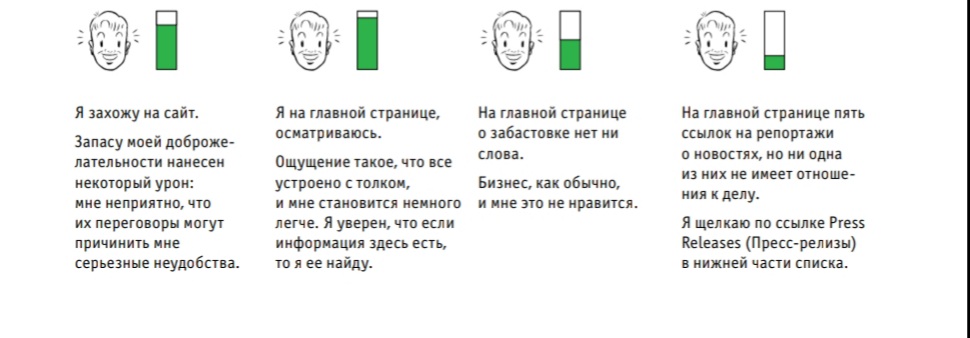 Я захожу на сайт.
Запасу моей доброже-
лательности нанесен
некоторый урон:
мне неприятно, что
их переговоры могут
причинить мне
серьезные неудобства.
Я на главной странице,
осматриваюсь.
Ощущение такое, что все
устроено с толком,
и мне становится немного
легче. Я уверен, что если
информация здесь есть,
то я ее найду.
На главной странице
о забастовке нет ни
слова.
Бизнес, как обычно,
и мне это не нравится.
На главной странице пять
ссылок на репортажи
о новостях, но ни одна
из них не имеет отноше-
ния к делу.
Я щелкаю по ссылке Press
Releases (Пресс-релизы)
в нижней части списка.